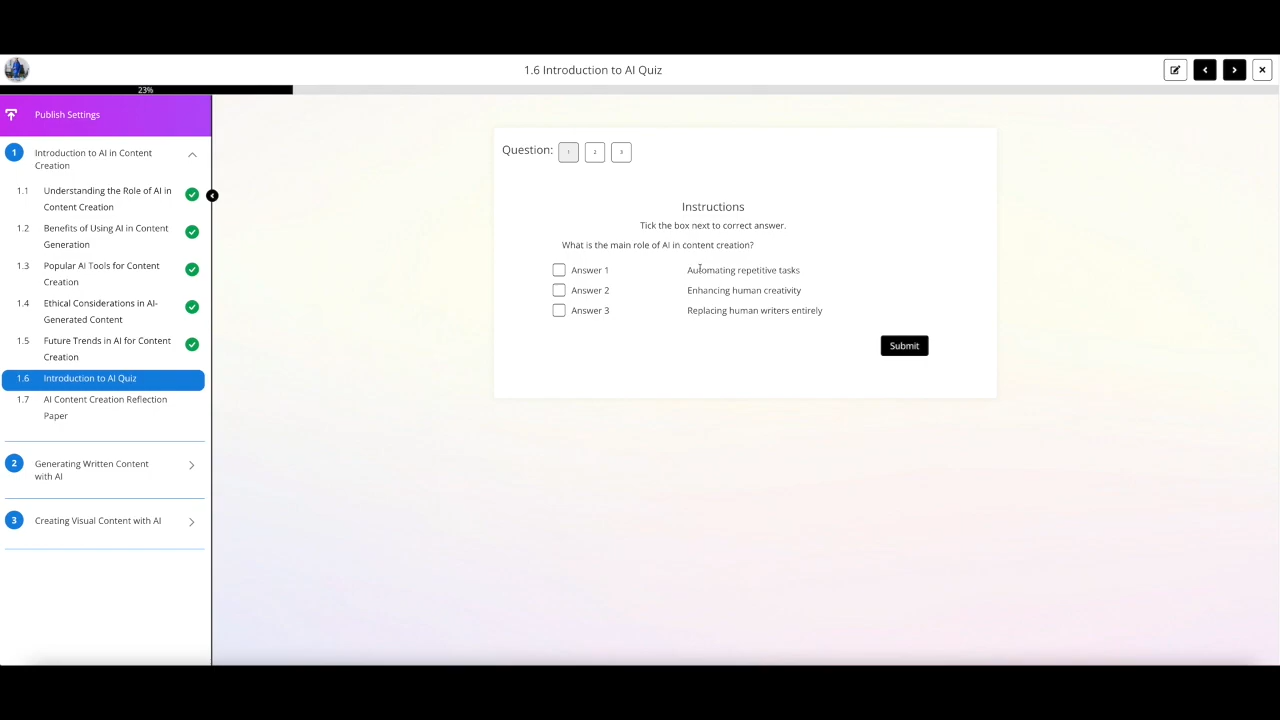 1.6 Introduction to AI Quiz
23%
Publish Settings
1 Introduction to AI in Content
Creation
1.1 Understanding the Role of AI in
Content Creation
1.2 Benefits of Using AI in Content
Generation
1.3 Popular AI Tools for Content
Creation
1.4 Ethical Considerations in AI-
Generated Content
1.5 Future Trends in AI for Content
Creation
1.6 Introduction to AI Quiz
1.7 AI Content Creation Reflection
Paper
2 Generating Written Content
with AI
3 Creating Visual Content with AI
Question: 1 2 3
Instructions
Tick the box next to correct answer.
What is the main role of AI in content creation?
Answer 1 Automating repetitive tasks
Answer 2 Enhancing human creativity
Answer 3 Replacing human writers entirely
Submit